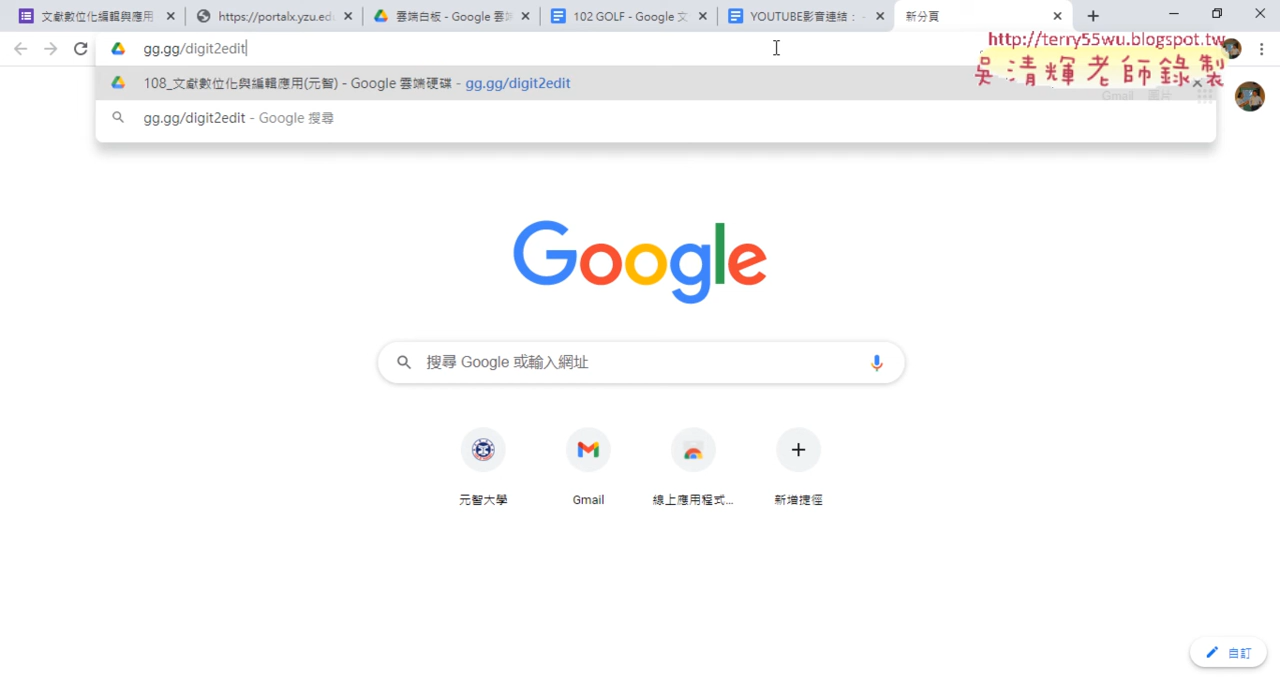 文獻數位化編輯與應用
https://portalx.yzu.ed
雲端白板 - Google 雲端
102 GOLF - Google 文
YOUTUBE影音連結：
新分頁
gg.gg/digit2edit
http://terry55wu.blogspot.tw
吳清輝老師錄製
108_文獻數位化與編輯應用(元智) - Google 雲端硬碟 - gg.gg/digit2edit
Gmail 圖片
gg.gg/digit2edit - Google 搜尋
Google
搜尋 Google 或輸入網址
元智大學
Gmail
線上應用程式...
新增捷徑
自訂